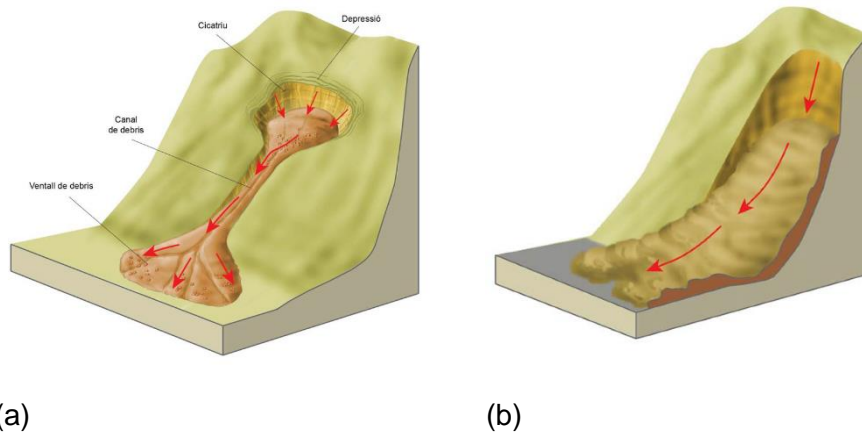 Depressió
Cicatriu
Canal
de debris
Ventall de debris
(a)
(b)